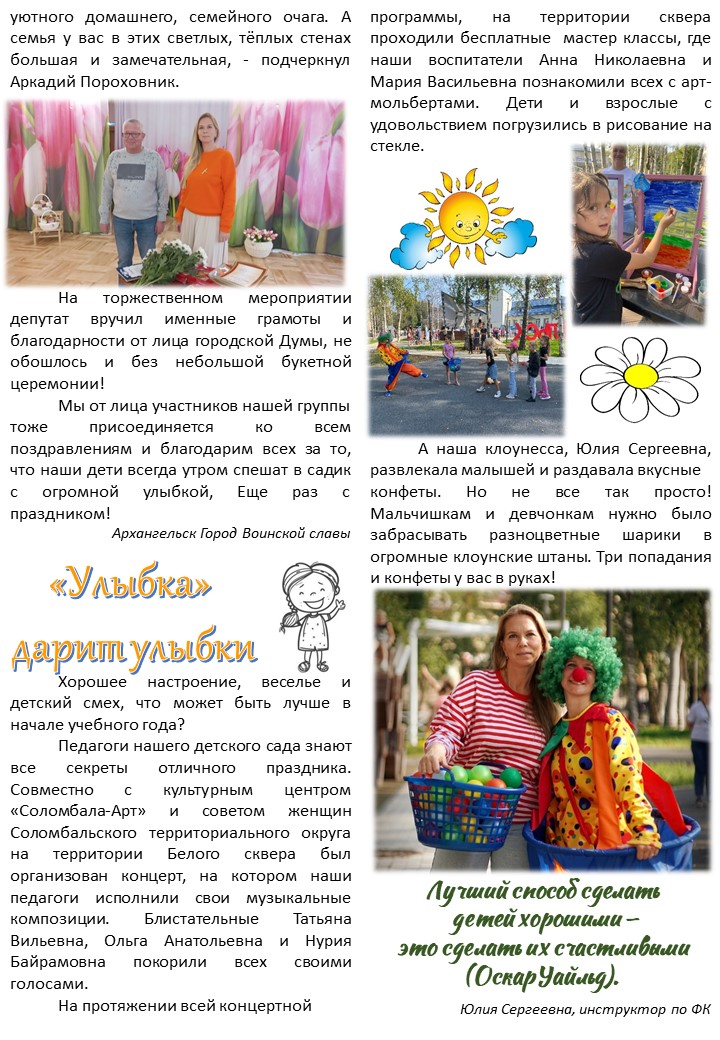 уютного домашнего, семейного очага. А
семья у вас в этих светлых, тёплых стенах
большая и замечательная, - подчеркнул
Аркадий Пороховник.
На торжественном мероприятии
депутат вручил именные грамоты и
благодарности от лица городской Думы, не
обошлось и без небольшой букетной
церемонии!
Мы от лица участников нашей группы
тоже присоединяется ко всем
поздравлениям и благодарим всех за то,
что наши дети всегда утром спешат в садик
с огромной улыбкой, Еще раз с
праздником!
Архангельск Город Воинской славы
«Улыбка»
дарит улыбки
Хорошее настроение, веселье и
детский смех, что может быть лучше в
начале учебного года?
Педагоги нашего детского сада знают
все секреты отличного праздника.
Совместно с культурным центром
«Соломбала-Арт» и советом женщин
Соломбальского территориального округа
на территории Белого сквера был
организован концерт, на котором наши
педагоги исполнили свои музыкальные
композиции. Блистательные Татьяна
Вильевна, Ольга Анатольевна и Нурия
Байрамовна покорили всех своими
голосами.
На протяжении всей концертной
программы, на территории сквера
проходили бесплатные мастер классы, где
наши воспитатели Анна Николаевна и
Мария Васильевна познакомили всех с арт-
мольбертами. Дети и взрослые с
удовольствием погрузились в рисование на
стекле.
А наша клоунесса, Юлия Сергеевна,
развлекала малышей и раздавала вкусные
конфеты. Но не все так просто!
Мальчишкам и девчонкам нужно было
забрасывать разноцветные шарики в
огромные клоунские штаны. Три попадания
и конфеты у вас в руках!
Лучший способ сделать
детей хорошими –
это сделать их счастливыми
(Оскар Уайльд).
Юлия Сергеевна, инструктор по ФК